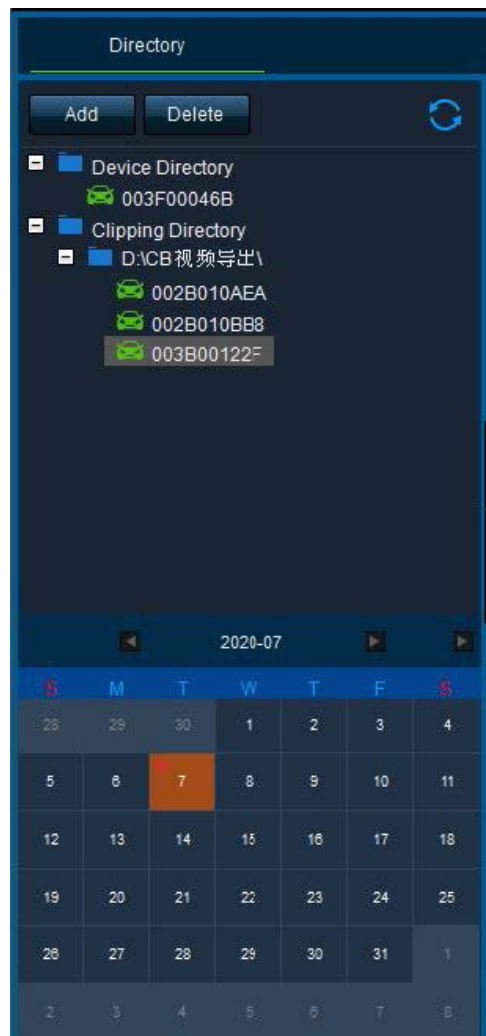 Directory
Add Delete
Device Directory
003F00046B
Clipping Directory
D:\CB视频导出\
002B010AEA
002B010BB8
003B00122F
2020-07
S M T W T F S
28 29 30 1 2 3 4
5 6 7 8 9 10 11
12 13 14 15 16 17 18
19 20 21 22 23 24 25
26 27 28 29 30 31 1
2 3 4 5 6 7 8